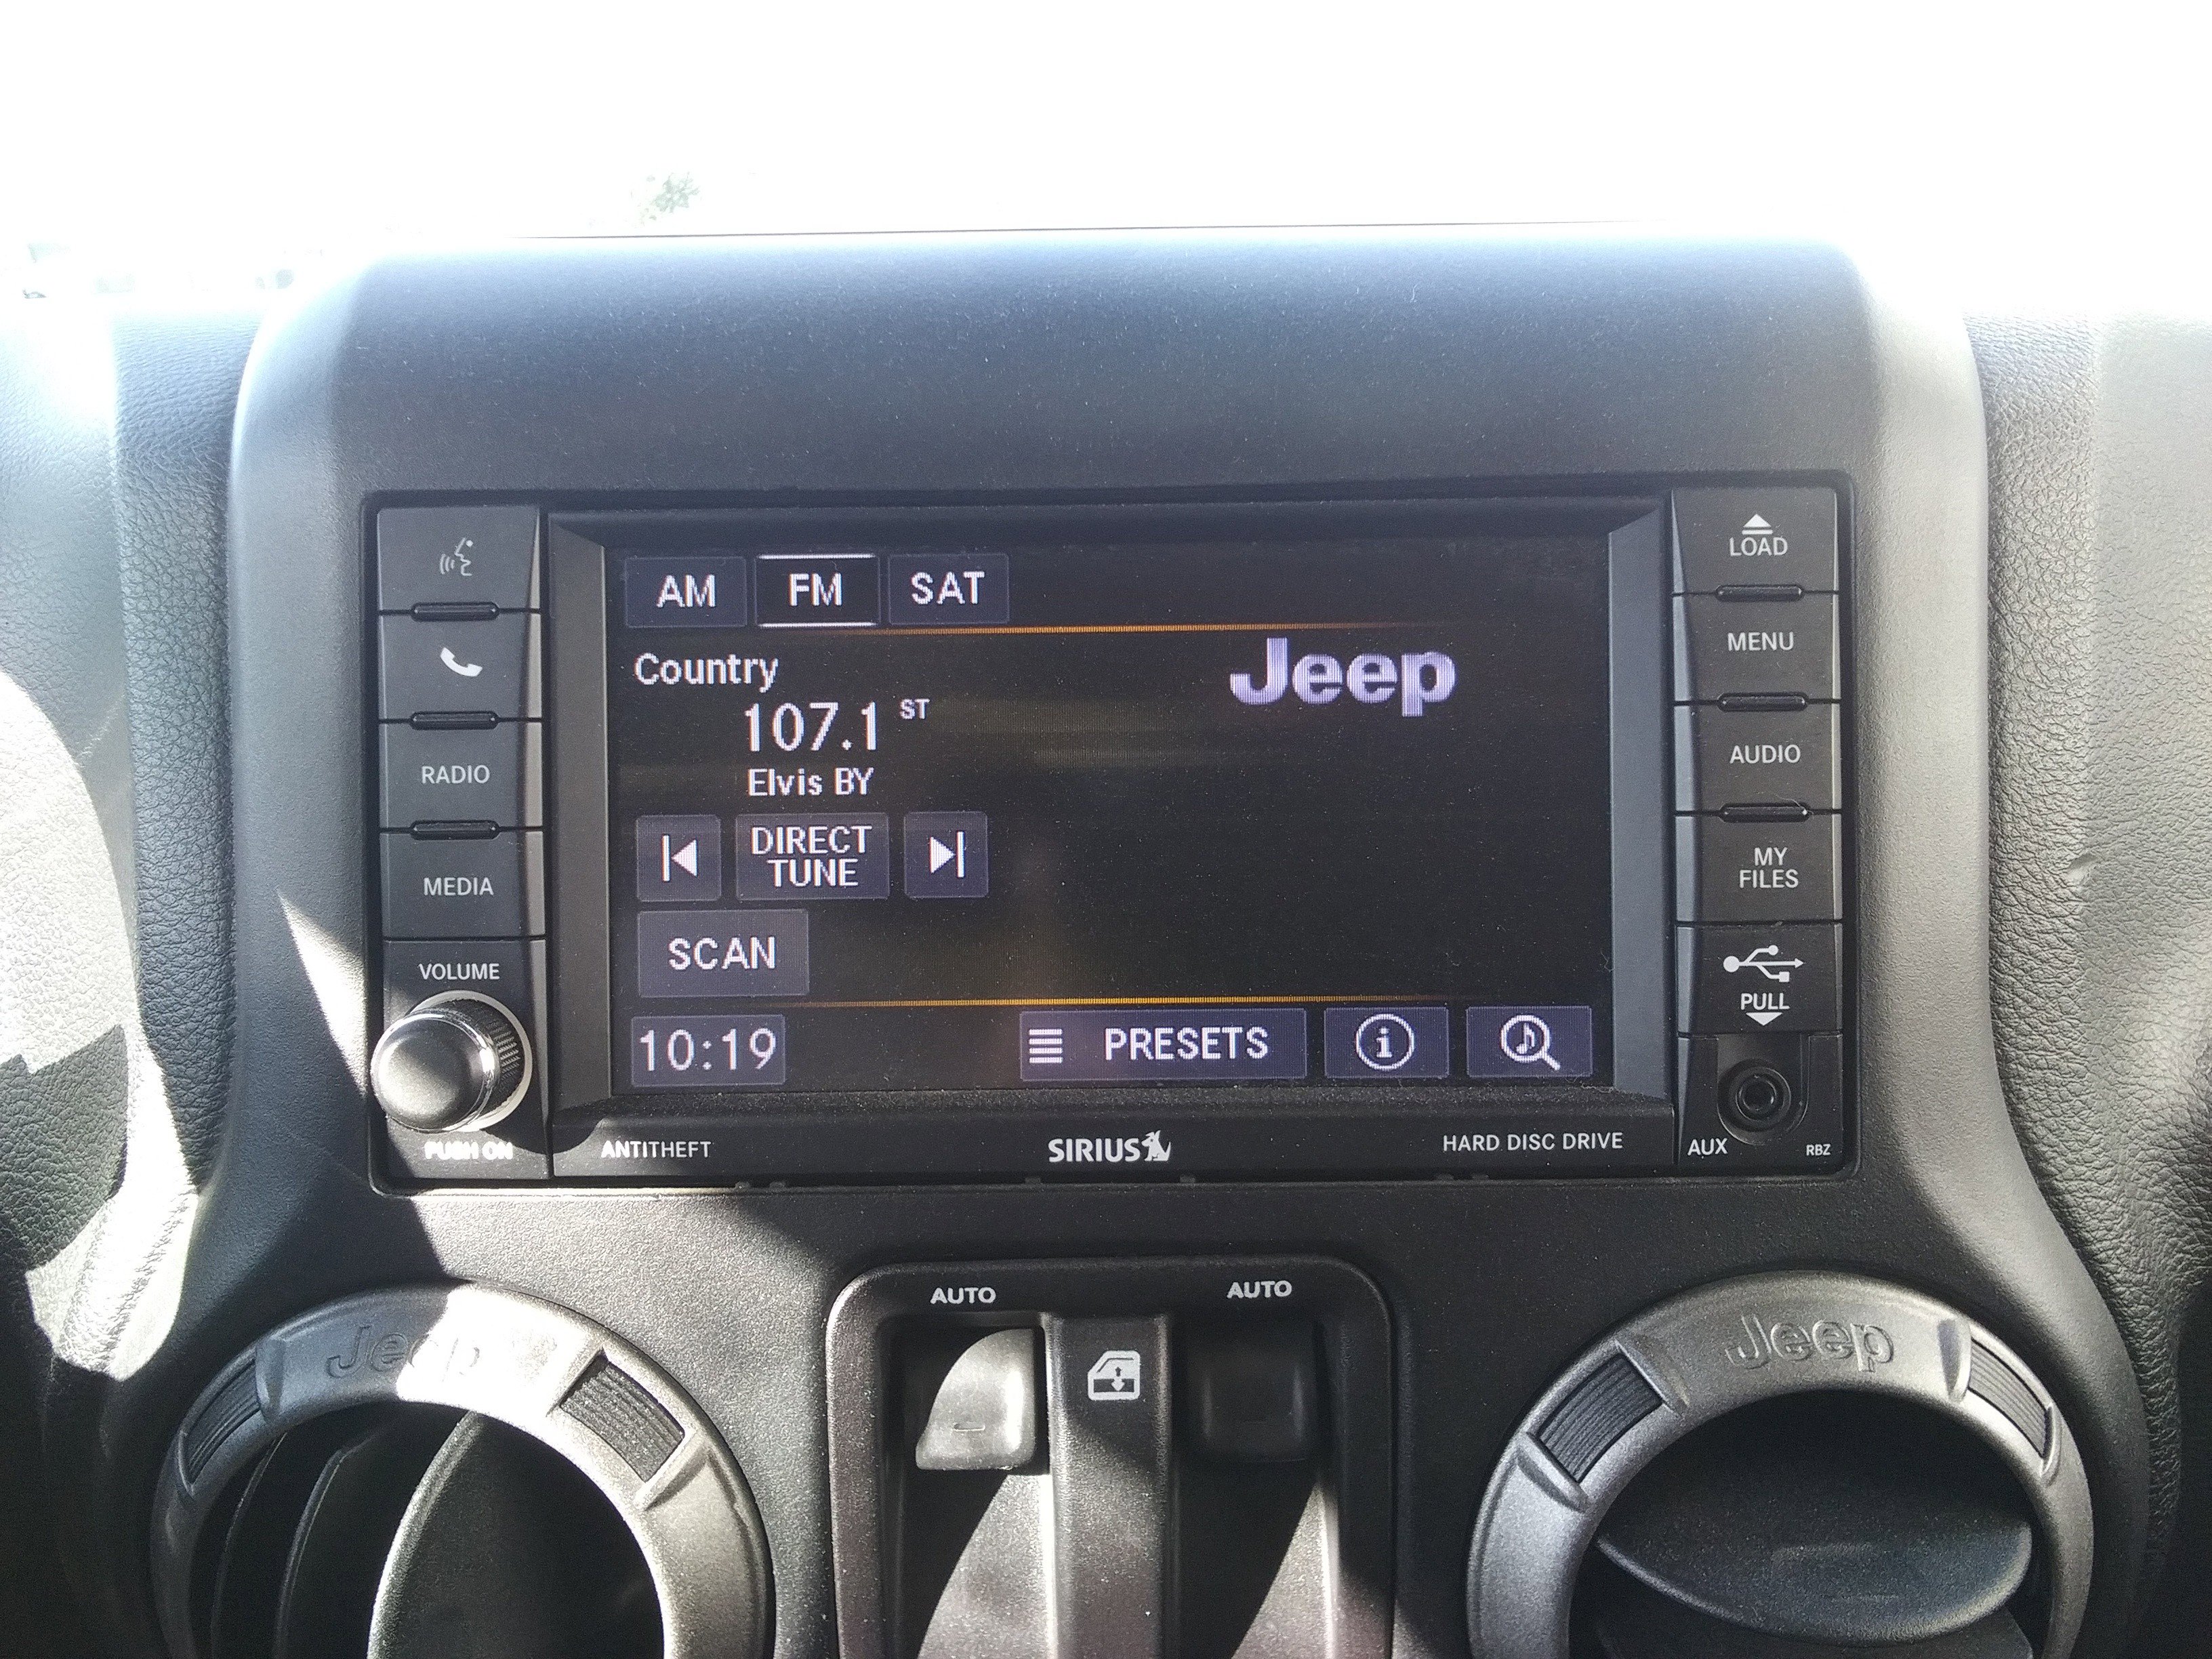 LOAD
AM FM SAT
MENU
Country
Jeep
107.1 ST
AUDIO
RADIO
Elvis BY
DIRECT
TUNE
MY
FILES
MEDIA
SCAN
VOLUME
PULL
10:19 PRESETS
PUSH ON
ANTITHEFT SIRIUS HARD DISC DRIVE AUX RBZ
AUTO AUTO
Jeep Jeep